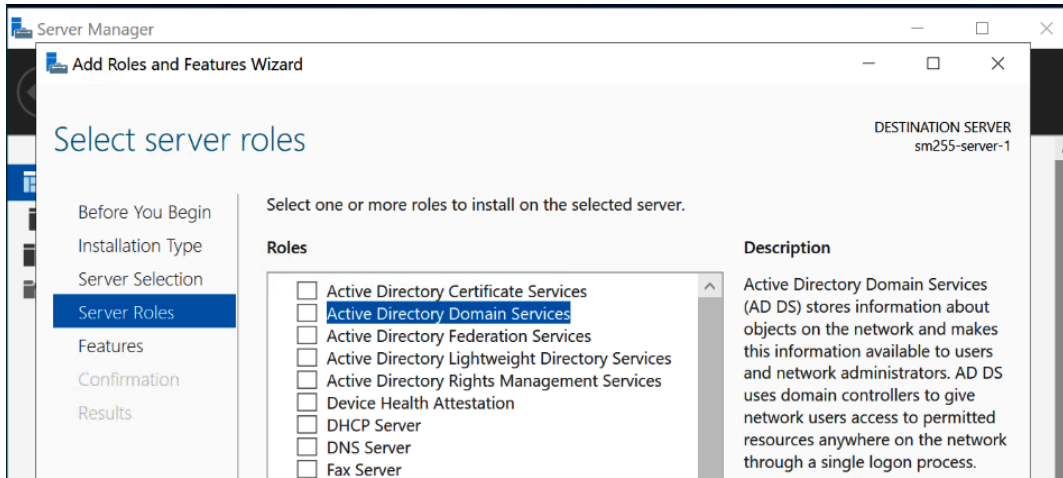 Server Manager
Add Roles and Features Wizard
Select server roles
DESTINATION SERVER
sm255-server-1
Before You Begin
Installation Type
Server Selection
Server Roles
Features
Confirmation
Results
Select one or more roles to install on the selected server.
Roles
Active Directory Certificate Services
Active Directory Domain Services
Active Directory Federation Services
Active Directory Lightweight Directory Services
Active Directory Rights Management Services
Device Health Attestation
DHCP Server
DNS Server
Fax Server
Description
Active Directory Domain Services
(AD DS) stores information about
objects on the network and makes
this information available to users
and network administrators. AD DS
uses domain controllers to give
network users access to permitted
resources anywhere on the network
through a single logon process.